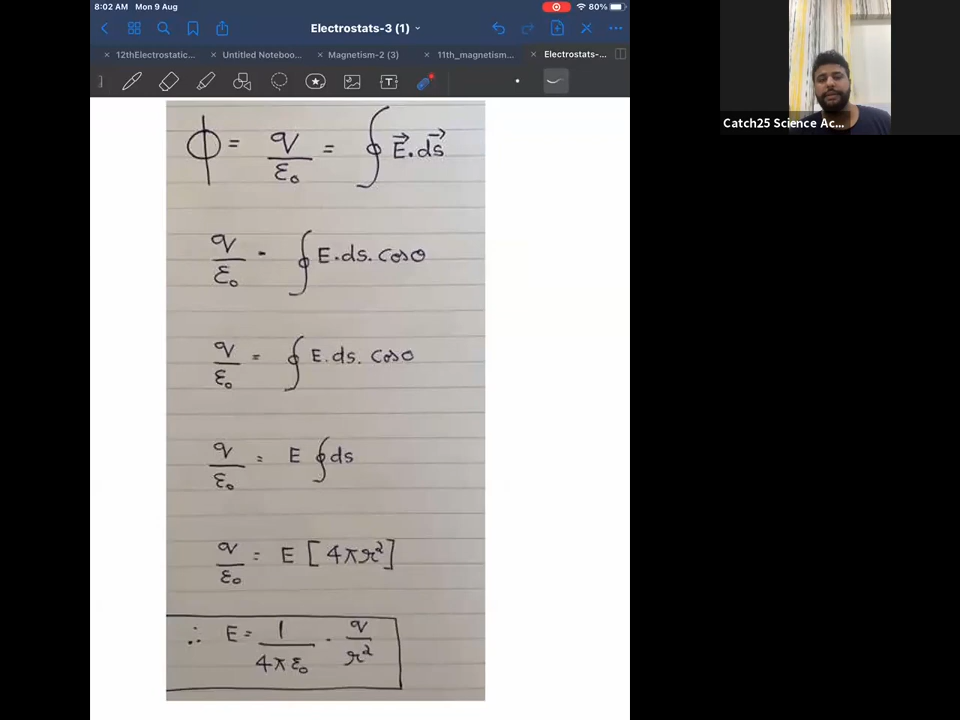 8:02 AM Mon 9 Aug
80%
Electrostats-3 (1)
12thElectrostatic...
Untitled Noteboo...
Magnetism-2 (3)
11th_magnetism...
Electrostats-...
Catch25 Science Ac...
ϕ = q/ε₀ = ∮ E⃗.ds⃗
q/ε₀ = ∮ E.ds.cosθ
q/ε₀ = ∮ E.ds.cosθ
q/ε₀ = E ∮ds
q/ε₀ = E [4πr²]
∴ E = 1/4πε₀ · q/r²